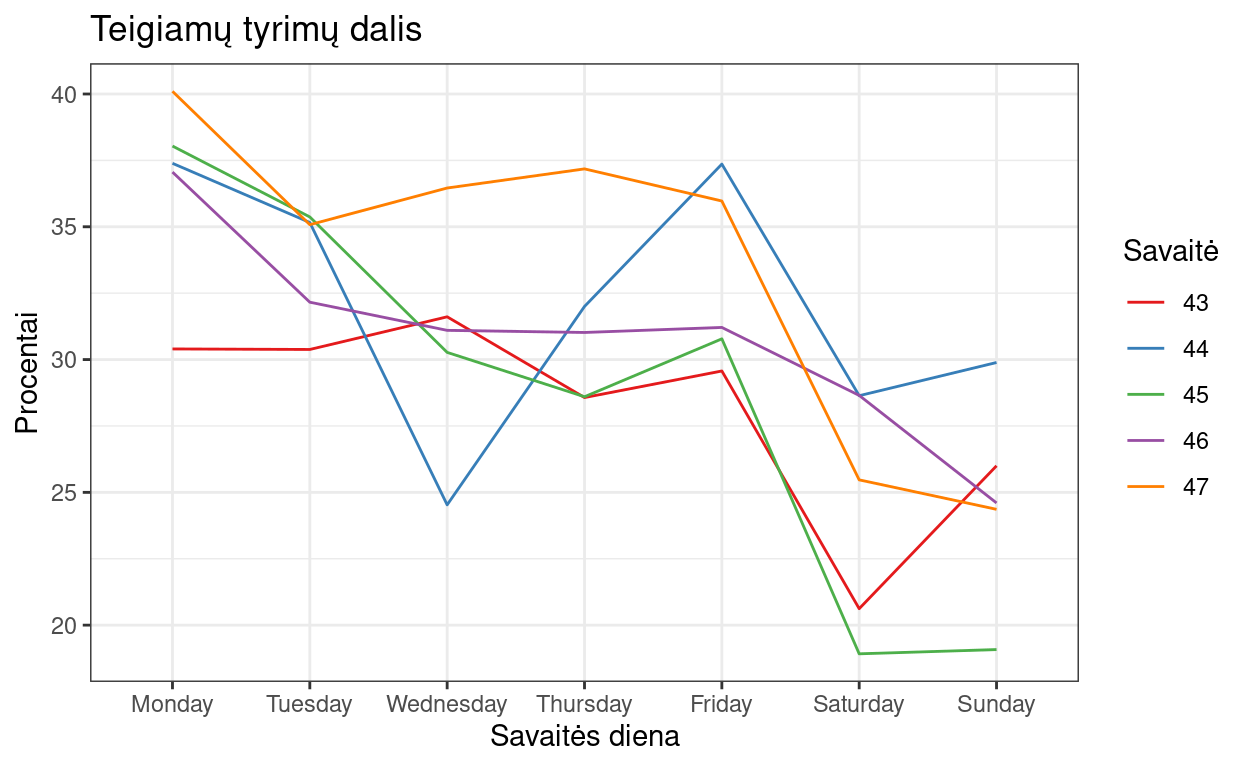 Teigiamų tyrimų dalis
Procentai
40
35
30
25
20
Monday Tuesday Wednesday Thursday Friday Saturday Sunday
Savaitės diena
Savaitė
43
44
45
46
47